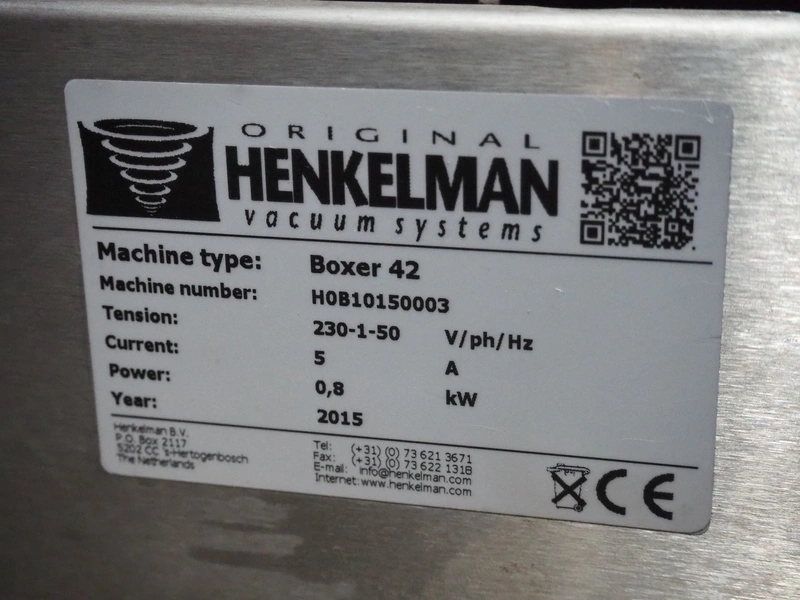 ORIGINAL
HENKELMAN
vacuum systems
Machine type: Boxer 42
Machine number: H0B10150003
Tension: 230-1-50 V/ph/Hz
Current: 5 A
Power: 0,8 kW
Year: 2015
Henkelman B.V.
P.O. Box 2117
5202 CC 's-Hertogenbosch
The Netherlands
Tel: (+31) (0) 73 621 3671
Fax: (+31) (0) 73 622 1318
E-mail: info@henkelman.com
Internet: www.henkelman.com
CE